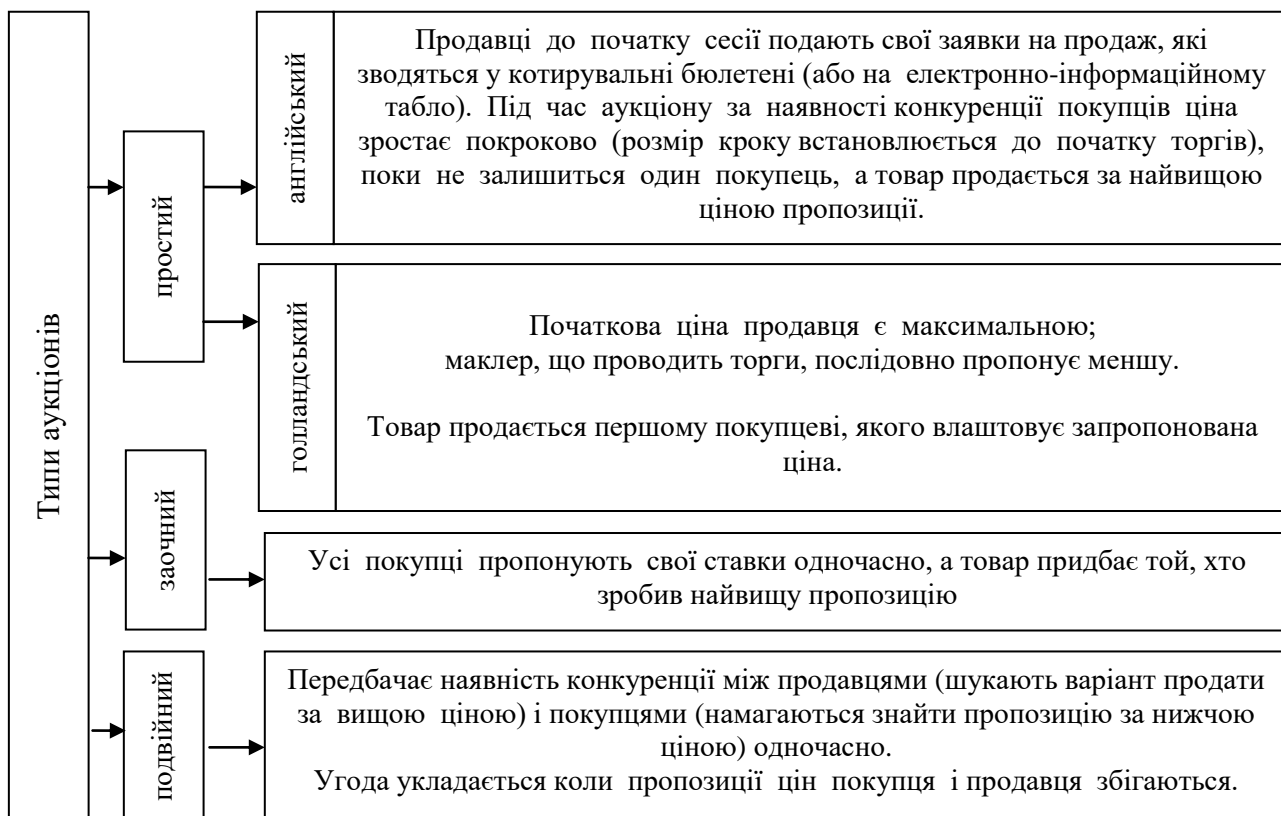 Типи аукціонів
простий
англійський
Продавці до початку сесії подають свої заявки на продаж, які
зводяться у котирувальні бюлетені (або на електронно-інформаційному
табло). Під час аукціону за наявності конкуренції покупців ціна
зростає покроково (розмір кроку встановлюється до початку торгів),
поки не залишиться один покупець, а товар продається за найвищою
ціною пропозиції.
голландський
Початкова ціна продавця є максимальною;
маклер, що проводить торги, послідовно пропонує меншу.
Товар продається першому покупцеві, якого влаштовує запропонована
ціна.
заочний
Усі покупці пропонують свої ставки одночасно, а товар придбає той, хто
зробив найвищу пропозицію
подвійний
Передбачає наявність конкуренції між продавцями (шукають варіант продати
за вищою ціною) і покупцями (намагаються знайти пропозицію за нижчою
ціною) одночасно.
Угода укладається коли пропозиції цін покупця і продавця збігаються.